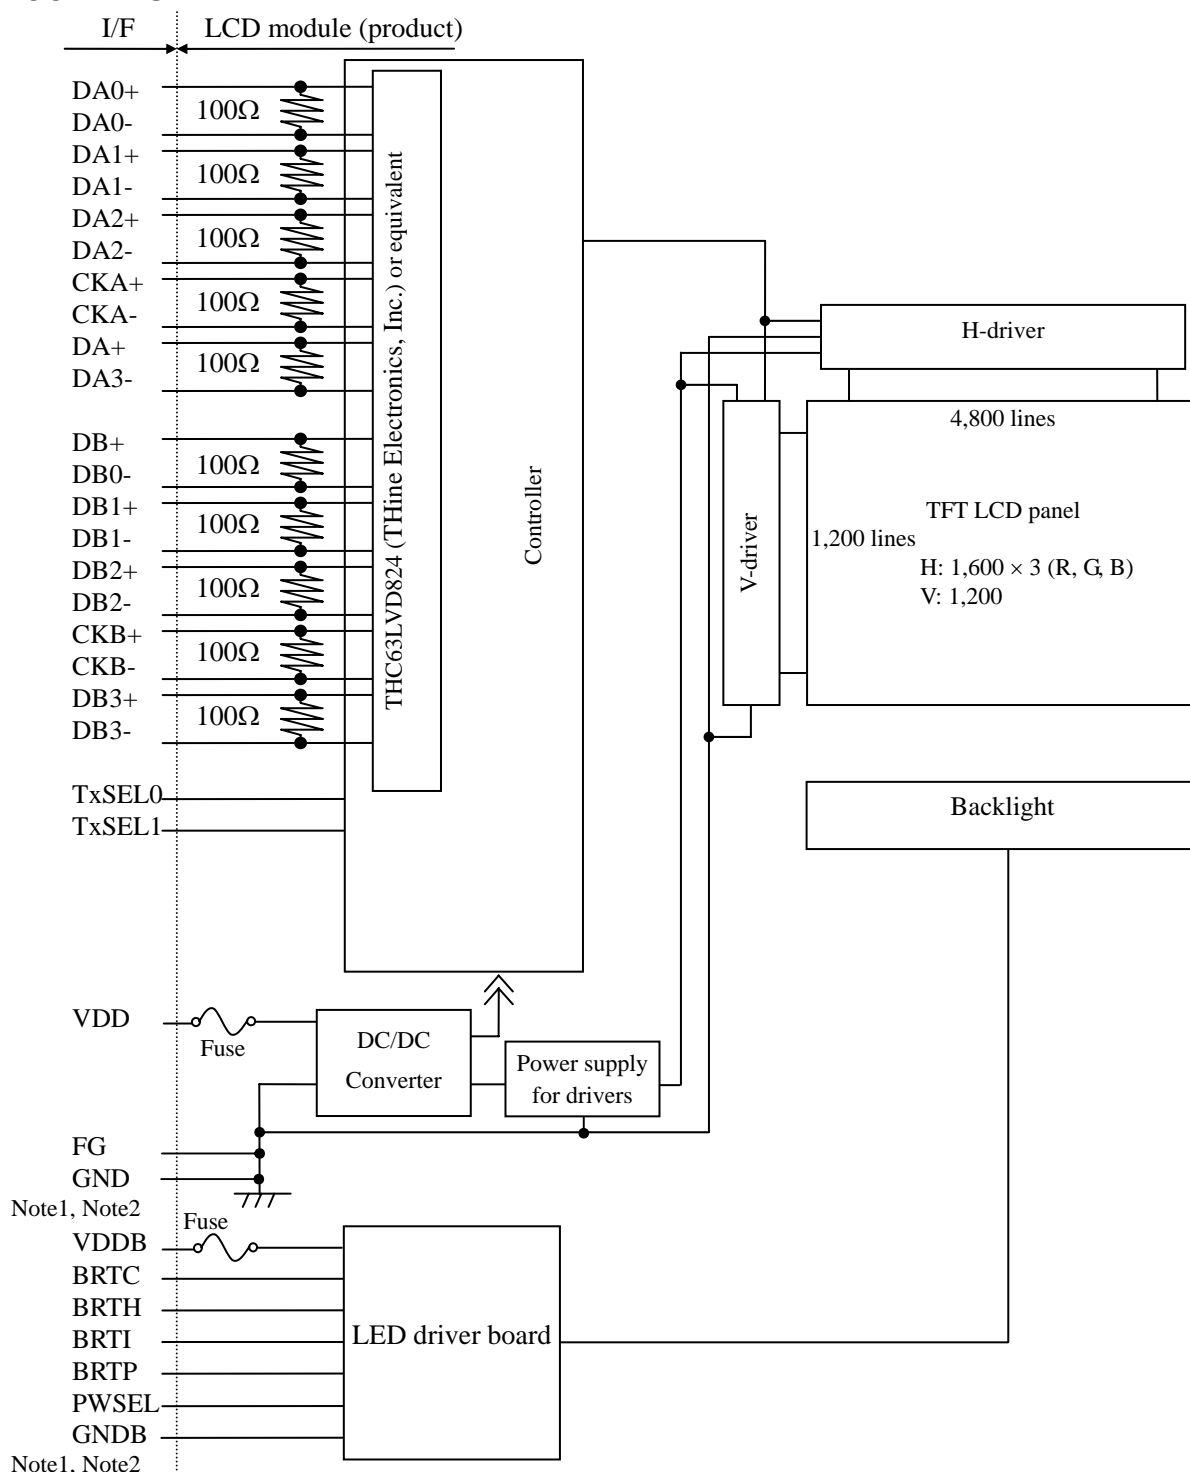 I/F
LCD module (product)
DA0+
100Ω
DA0-
DA1+
100Ω
DA1-
DA2+
100Ω
DA2-
CKA+
100Ω
CKA-
DA+
100Ω
DA3-
DB+
100Ω
DB0-
DB1+
100Ω
DB1-
DB2+
100Ω
DB2-
CKB+
100Ω
CKB-
DB3+
100Ω
DB3-
TxSEL0
TxSEL1
THC63LVD824 (THine Electronics, Inc.) or equivalent
Controller
H-driver
V-driver
4,800 lines
TFT LCD panel
1,200 lines
H: 1,600 × 3 (R, G, B)
V: 1,200
Backlight
VDD
Fuse
DC/DC
Converter
Power supply
for drivers
FG
GND
Note1, Note2
Fuse
VDDB
BRTC
BRTH
BRTI
BRTP
PWSEL
GNDB
Note1, Note2
LED driver board